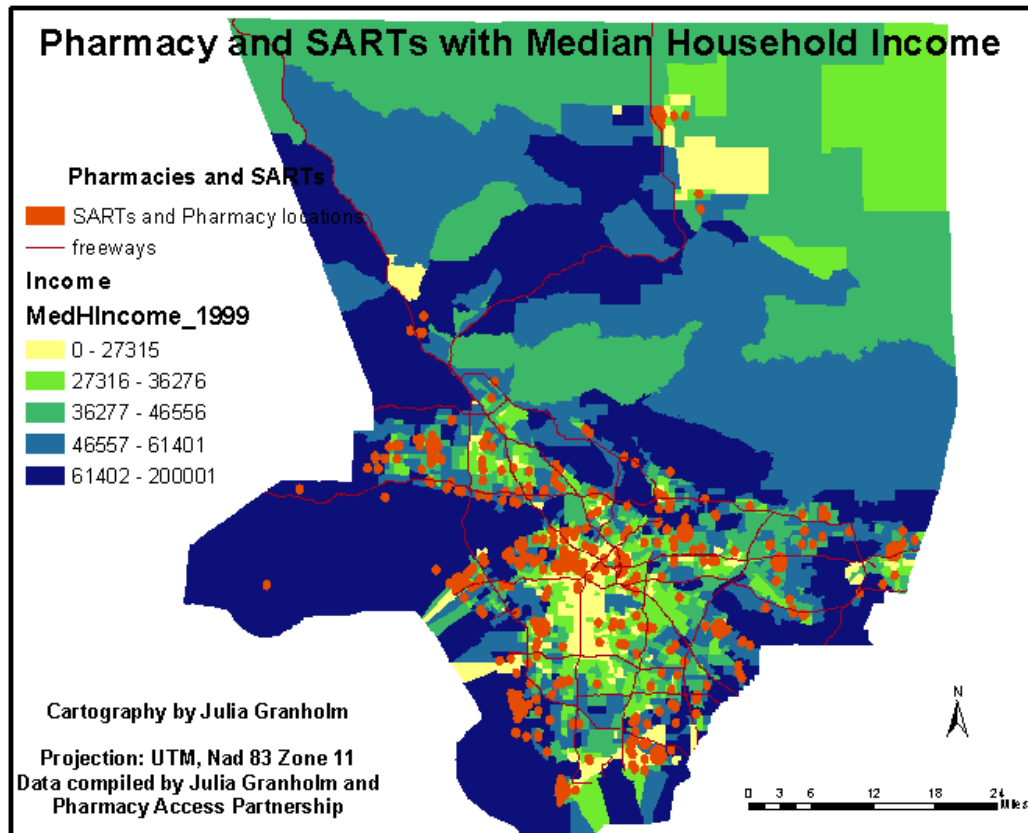 Pharmacy and SARTs with Median Household Income
Pharmacies and SARTs
SARTs and Pharmacy locations
freeways
Income
MedHIncome_1999
0 - 27315
27316 - 36276
36277 - 46556
46557 - 61401
61402 - 200001
Cartography by Julia Granholm
Projection: UTM, Nad 83 Zone 11
Data compiled by Julia Granholm and
Pharmacy Access Partnership
N
0 3 6 12 18 24
Miles